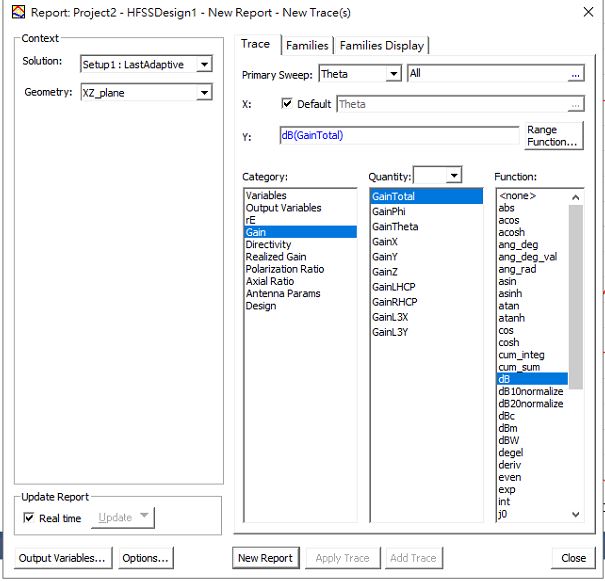 Report: Project2 - HFSSDesign1 - New Report - New Trace(s)
Context
Solution: Setup1 : LastAdaptive
Geometry: XZ_plane
Update Report
Real time Update
Output Variables... Options...
Trace Families Families Display
Primary Sweep: Theta All ...
X: Default Theta ...
Y: dB(GainTotal) Range
Function...
Category:
Variables
Output Variables
rE
Gain
Directivity
Realized Gain
Polarization Ratio
Axial Ratio
Antenna Params
Design
Quantity:
GainTotal
GainPhi
GainTheta
GainX
GainY
GainZ
GainLHCP
GainRHCP
GainL3X
GainL3Y
Function:
<none>
abs
acos
acosh
ang_deg
ang_deg_val
ang_rad
asin
asinh
atan
atanh
cos
cosh
cum_integ
cum_sum
dB
dB10normalize
dB20normalize
dBc
dBm
dBW
degel
deriv
even
exp
int
j0
New Report Apply Trace Add Trace Close